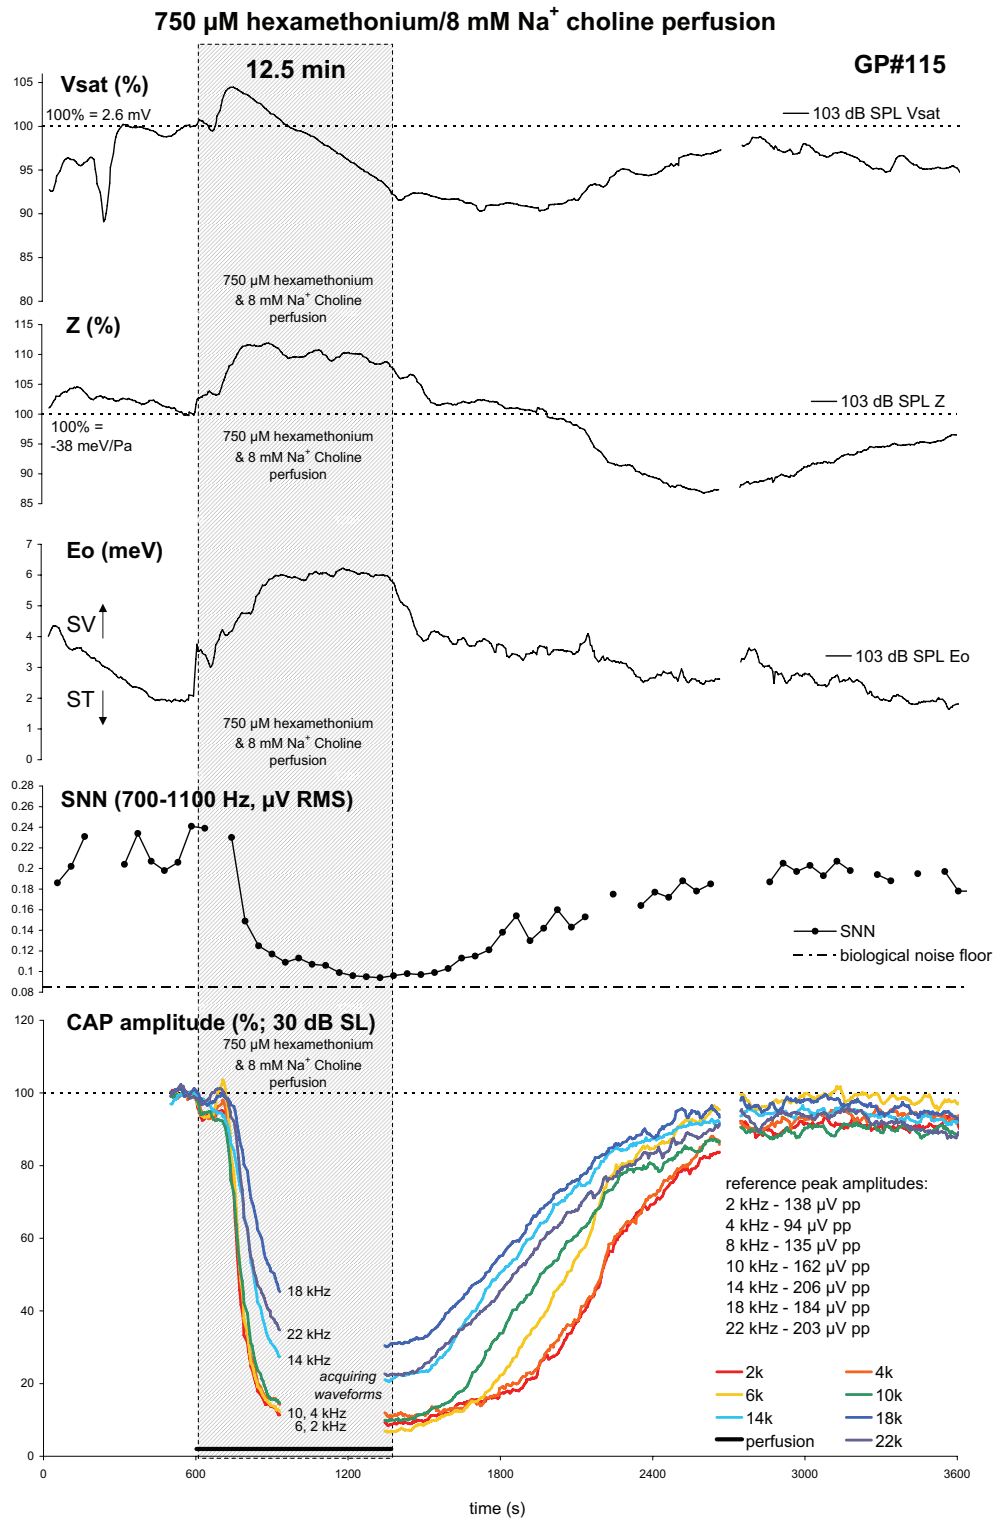 750 µM hexamethonium/8 mM Na+ choline perfusion
12.5 min
GP#115
Vsat (%)
100% = 2.6 mV
103 dB SPL Vsat
105
100
95
90
85
80
750 µM hexamethonium
& 8 mM Na+ Choline
perfusion
Z (%)
115
110
105
100
95
90
85
103 dB SPL Z
100% =
-38 meV/Pa
750 µM hexamethonium
& 8 mM Na+ Choline
perfusion
Eo (meV)
7
6
5
4
3
2
1
0
SV
ST
103 dB SPL Eo
750 µM hexamethonium
& 8 mM Na+ Choline
perfusion
SNN (700-1100 Hz, µV RMS)
0.28
0.26
0.24
0.22
0.2
0.18
0.16
0.14
0.12
0.1
0.08
SNN
biological noise floor
CAP amplitude (%; 30 dB SL)
750 µM hexamethonium
& 8 mM Na+ Choline
perfusion
120
100
80
60
40
20
0
18 kHz
22 kHz
14 kHz
acquiring
waveforms
10, 4 kHz
6, 2 kHz
reference peak amplitudes:
2 kHz - 138 µV pp
4 kHz - 94 µV pp
8 kHz - 135 µV pp
10 kHz - 162 µV pp
14 kHz - 206 µV pp
18 kHz - 184 µV pp
22 kHz - 203 µV pp
2k
4k
6k
10k
14k
18k
perfusion
22k
0
600
1200
1800
2400
3000
3600
time (s)